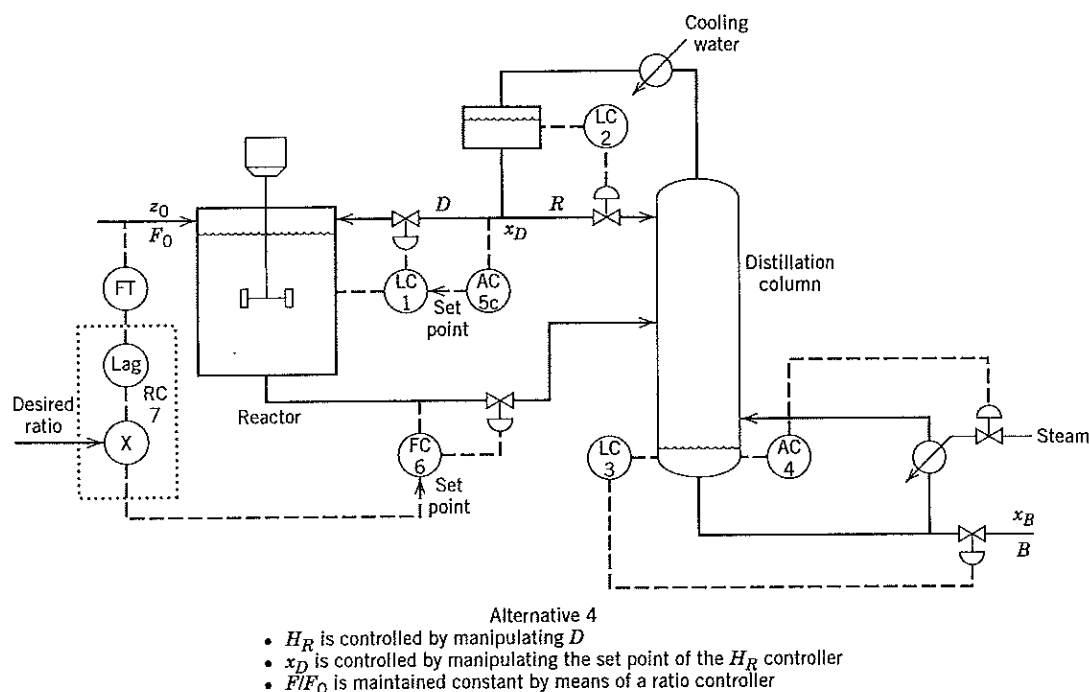 Cooling
water
LC
2
z0
F0
D
R
xD
FT
LC
1
Set
point
AC
5c
Distillation
column
Lag
RC
7
Desired
ratio
X
Reactor
FC
6
Set
point
LC
3
AC
4
Steam
xB
B
Alternative 4
• HR is controlled by manipulating D
• xD is controlled by manipulating the set point of the HR controller
• F/F0 is maintained constant by means of a ratio controller